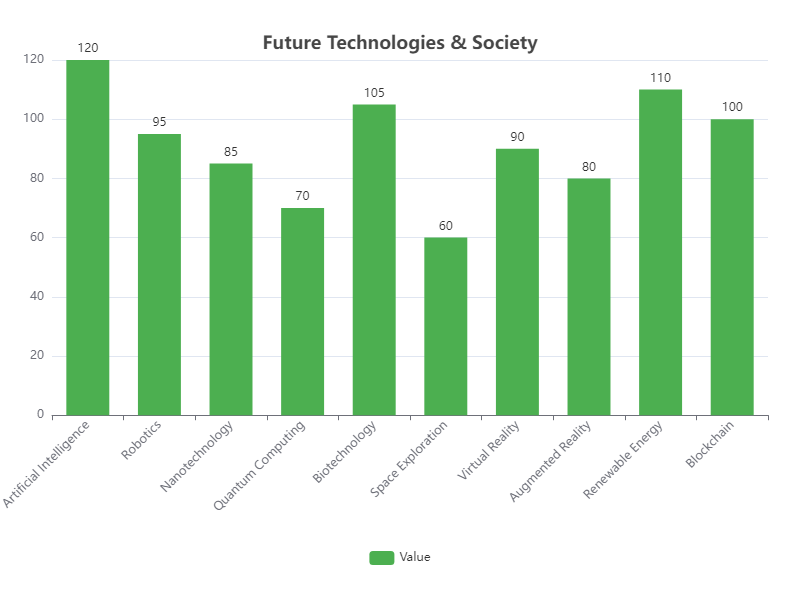 Future Technologies & Society
120
100
80
60
40
20
0
120
95
85
70
105
60
90
80
110
100
Artificial Intelligence
Robotics
Nanotechnology
Quantum Computing
Biotechnology
Space Exploration
Virtual Reality
Augmented Reality
Renewable Energy
Blockchain
Value